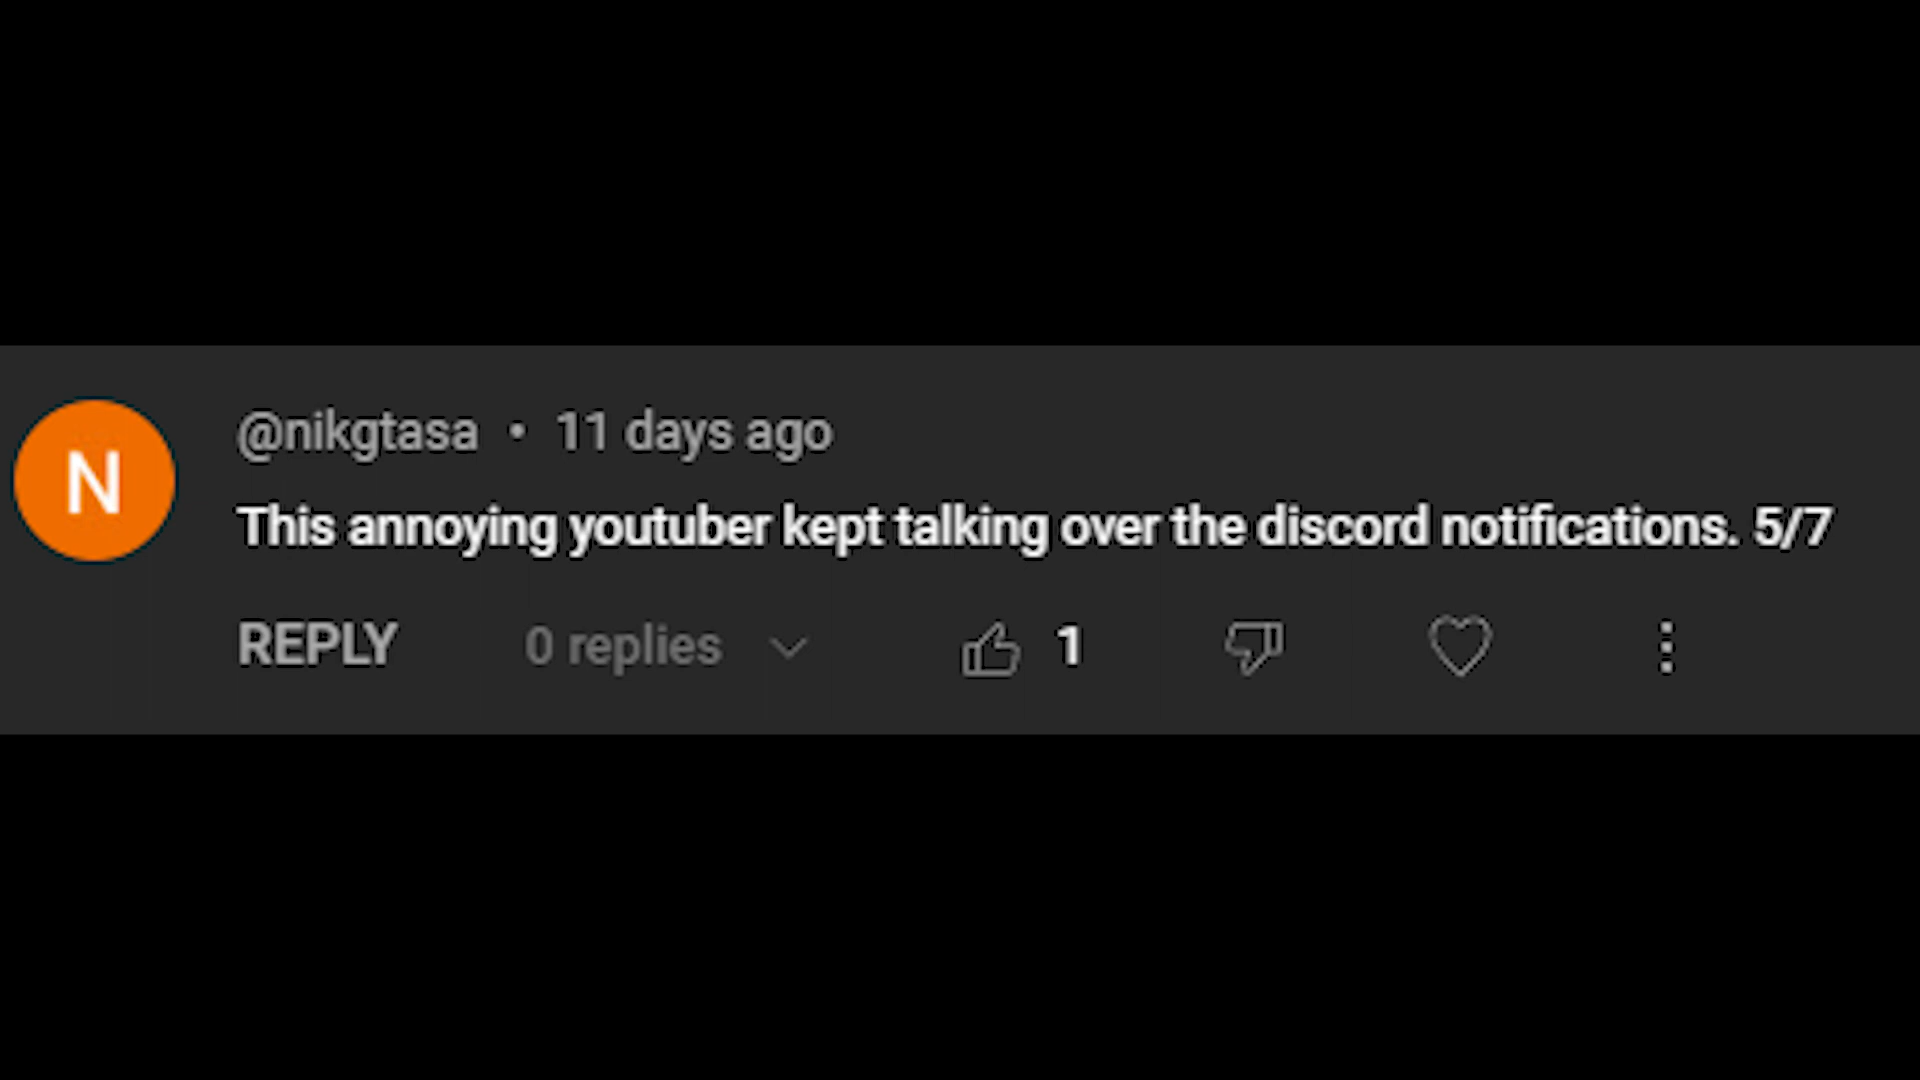 N
@nikgtasa • 11 days ago
This annoying youtuber kept talking over the discord notifications. 5/7
REPLY 0 replies 1